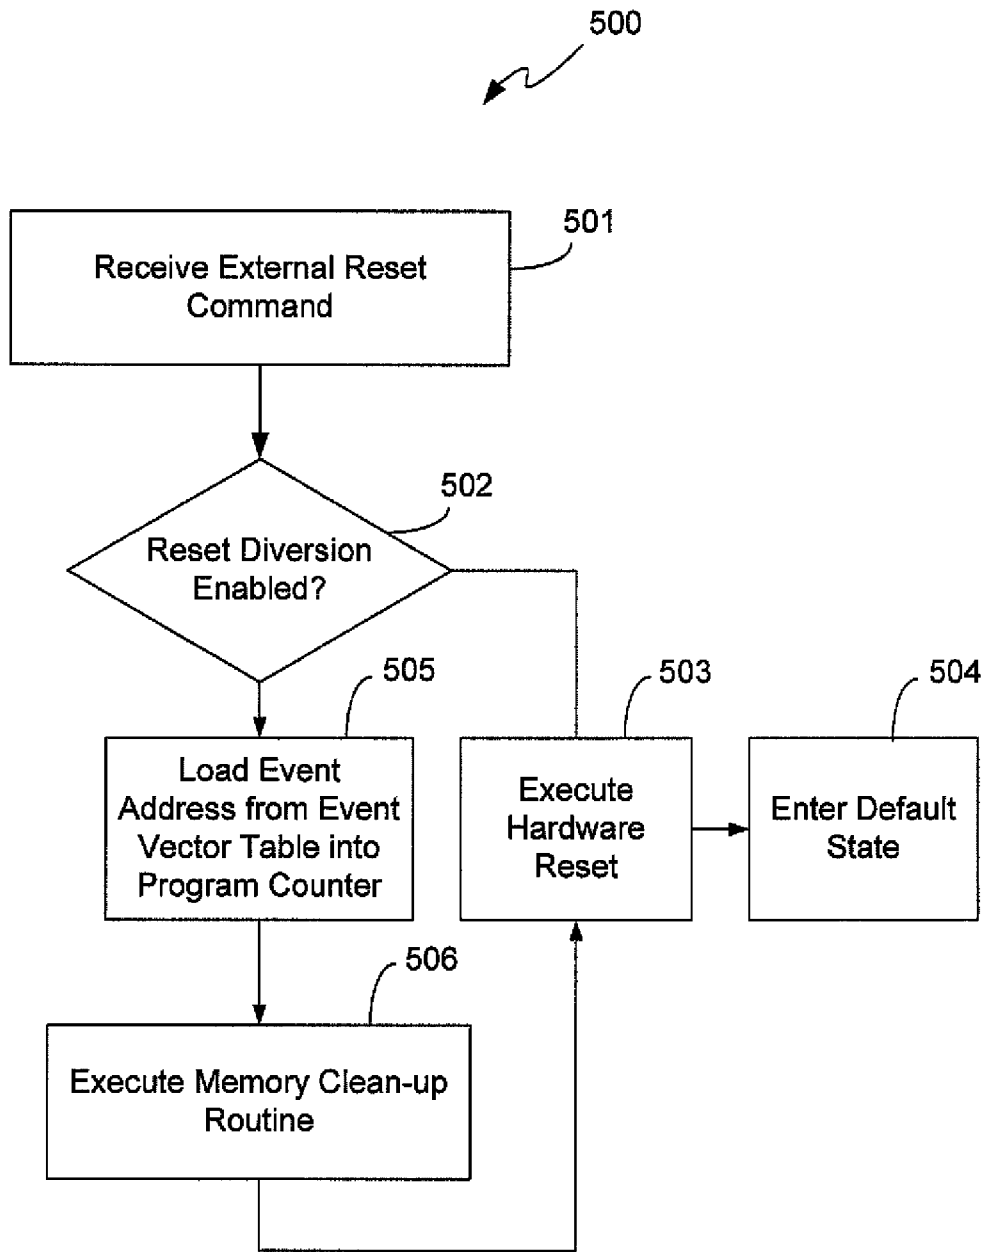 500
501
Receive External Reset
Command
502
Reset Diversion
Enabled?
505
Load Event
Address from Event
Vector Table into
Program Counter
503
Execute
Hardware
Reset
504
Enter Default
State
506
Execute Memory Clean-up
Routine